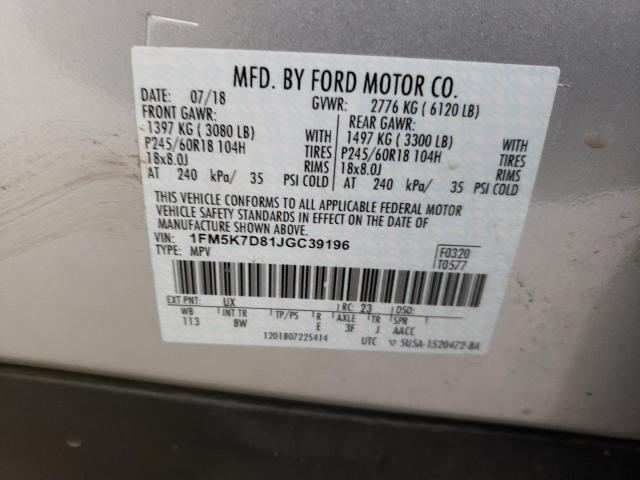 MFD. BY FORD MOTOR CO.
DATE: 07/18 GVWR: 2776 KG ( 6120 LB)
FRONT GAWR: REAR GAWR:
1397 KG ( 3080 LB) WITH 1497 KG ( 3300 LB) WITH
P245/60R18 104H TIRES P245/60R18 104H TIRES
18x8.0J RIMS 18x8.0J RIMS
AT 240 kPa/ 35 PSI COLD AT 240 kPa/ 35 PSI COLD
THIS VEHICLE CONFORMS TO ALL APPLICABLE FEDERAL MOTOR
VEHICLE SAFETY STANDARDS IN EFFECT ON THE DATE OF
MANUFACTURE SHOWN ABOVE.
VIN: 1FM5K7D81JGC39196 F0320
TYPE: MPV T0577
EXT PNT: UX RC: 23 DSO:
WB INT TR TP/PS R AXLE TR SPR
113 8W E 3F J AACC
1201807225414 UTC ▽ 5U5A-1520472-BA